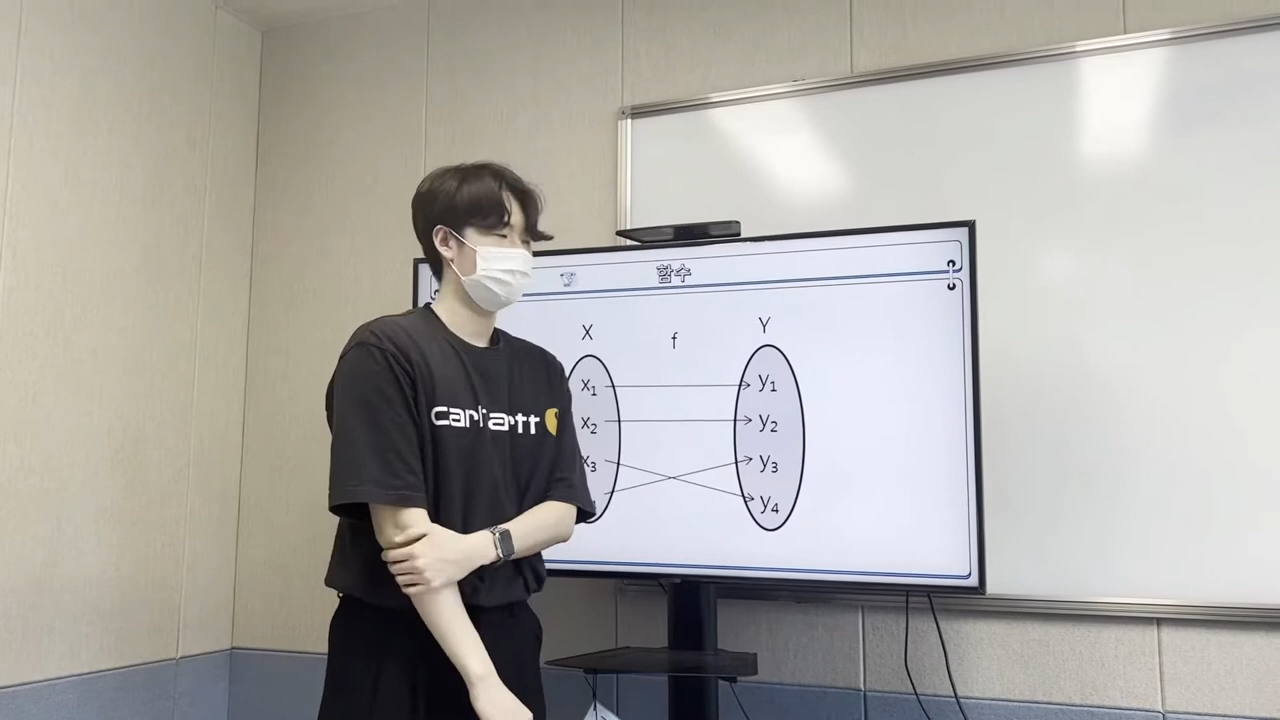 함수
X f Y
x₁ y₁
x₂ y₂
x₃ y₃
y₄
carhartt